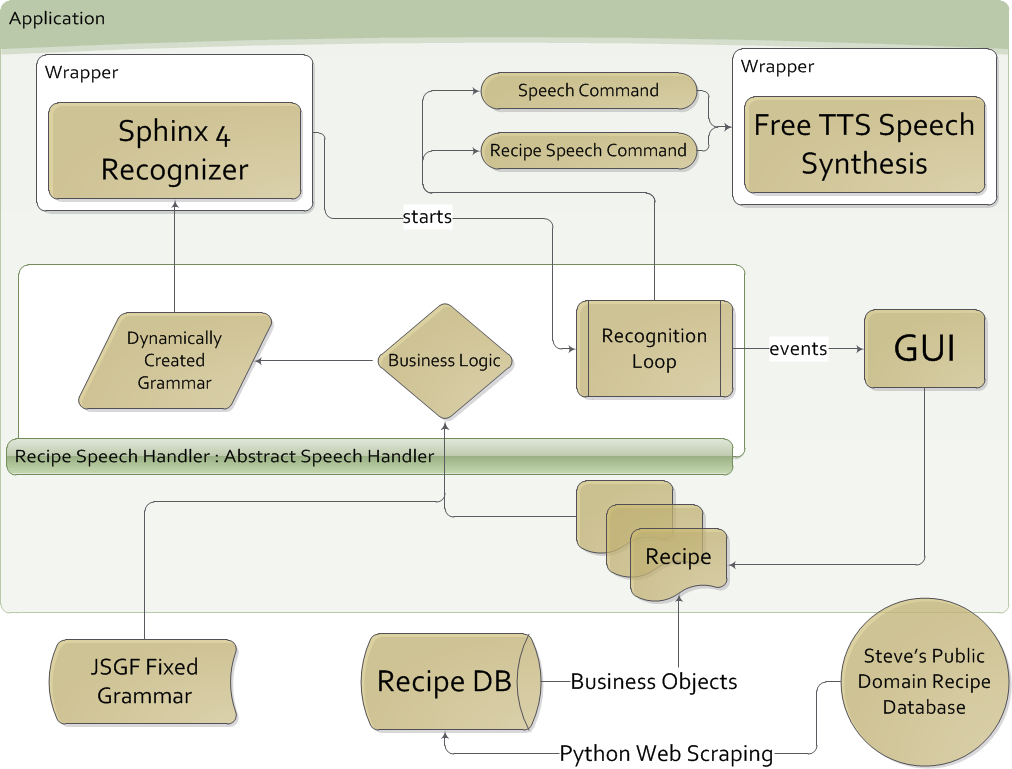 Application
Wrapper
Sphinx 4
Recognizer
Speech Command
Recipe Speech Command
Wrapper
Free TTS Speech
Synthesis
starts
Dynamically
Created
Grammar
Business Logic
Recognition
Loop
events
GUI
Recipe Speech Handler : Abstract Speech Handler
Recipe
JSGF Fixed
Grammar
Recipe DB
Business Objects
Steve's Public
Domain Recipe
Database
Python Web Scraping